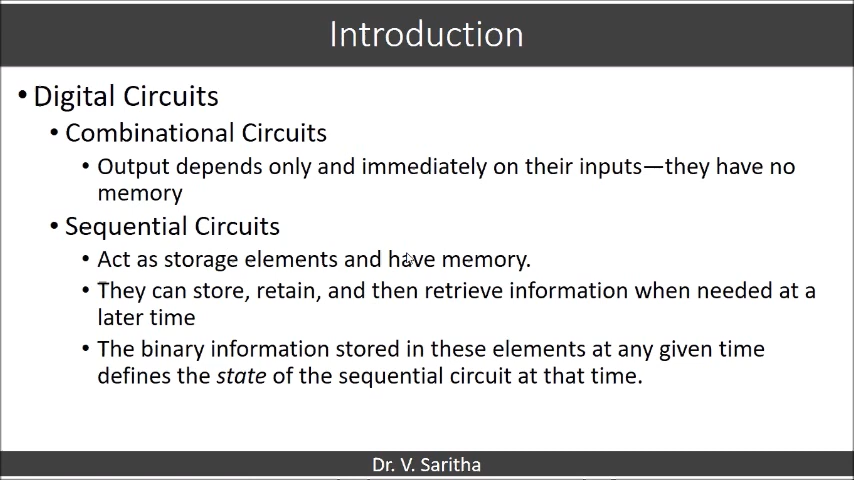 Introduction
• Digital Circuits
• Combinational Circuits
• Output depends only and immediately on their inputs—they have no
memory
• Sequential Circuits
• Act as storage elements and have memory.
• They can store, retain, and then retrieve information when needed at a
later time
• The binary information stored in these elements at any given time
defines the state of the sequential circuit at that time.
Dr. V. Saritha